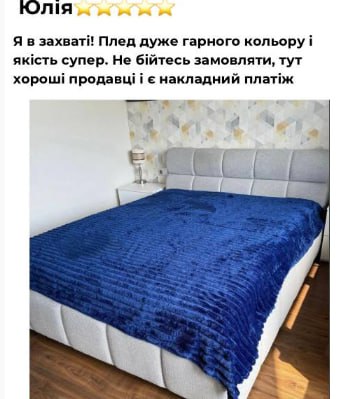 Юлія⭐⭐⭐⭐⭐
Я в захваті! Плед дуже гарного кольору і
якість супер. Не бійтесь замовляти, тут
хороші продавці і є накладний платіж